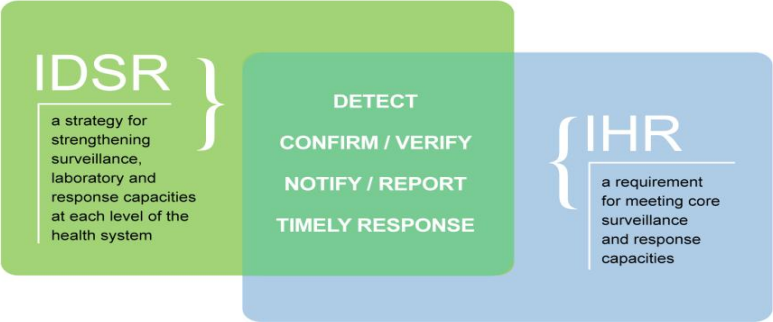 IDSR
a strategy for
strengthening
surveillance,
laboratory and
response capacities
at each level of the
health system
DETECT
CONFIRM / VERIFY
NOTIFY / REPORT
TIMELY RESPONSE
IHR
a requirement
for meeting core
surveillance
and response
capacities